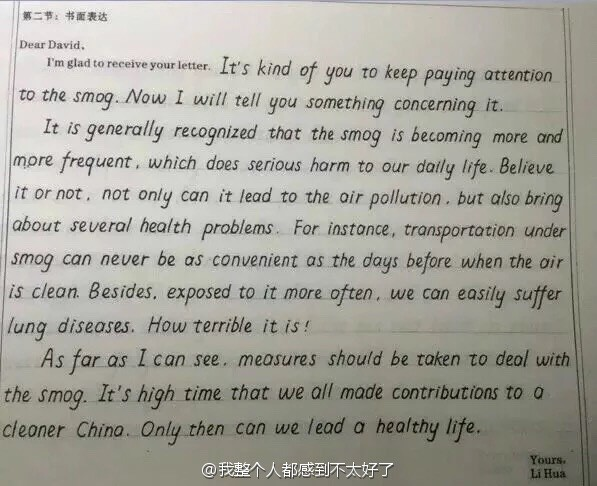 第二节：书面表达
Dear David,
I'm glad to receive your letter. It's kind of you to keep paying attention
to the smog. Now I will tell you something concerning it.
It is generally recognized that the smog is becoming more and
more frequent, which does serious harm to our daily life. Believe
it or not, not only can it lead to the air pollution, but also bring
about several health problems. For instance, transportation under
smog can never be as convenient as the days before when the air
is clean. Besides, exposed to it more often, we can easily suffer
lung diseases. How terrible it is!
As far as I can see, measures should be taken to deal with
the smog. It's high time that we all made contributions to a
cleaner China. Only then can we lead a healthy life.
Yours,
Li Hua
@我整个人都感到不太好了